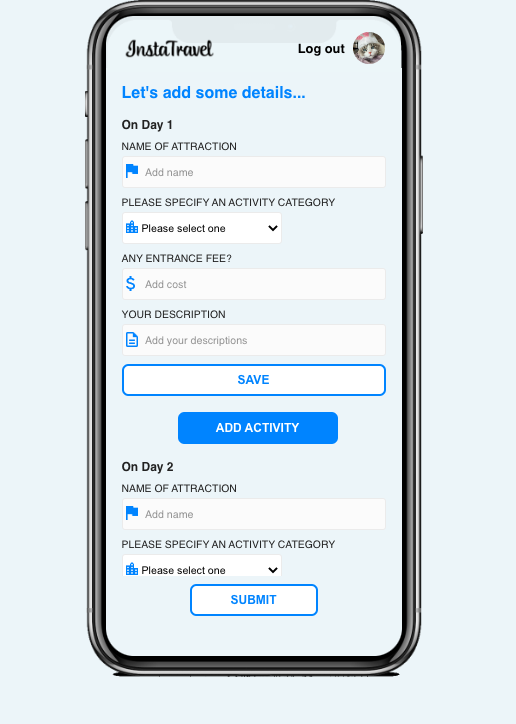 InstaTravel
Log out
Let's add some details...
On Day 1
NAME OF ATTRACTION
Add name
PLEASE SPECIFY AN ACTIVITY CATEGORY
Please select one
ANY ENTRANCE FEE?
$
Add cost
YOUR DESCRIPTION
Add your descriptions
SAVE
ADD ACTIVITY
On Day 2
NAME OF ATTRACTION
Add name
PLEASE SPECIFY AN ACTIVITY CATEGORY
Please select one
SUBMIT